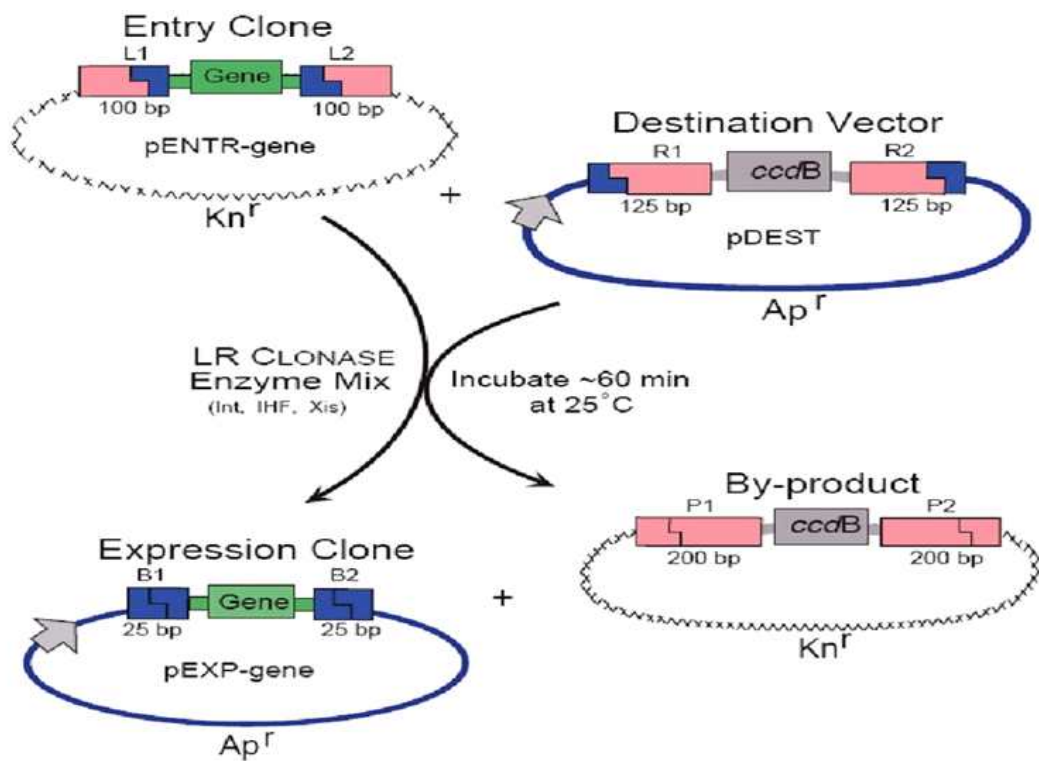 Entry Clone
L1 L2
Gene
100 bp 100 bp
pENTR-gene
Kn r
+
Destination Vector
R1 R2
ccdB
125 bp 125 bp
pDEST
Ap r
LR CLONASE
Enzyme Mix
(Int, IHF, Xis)
Incubate ~60 min
at 25°C
Expression Clone
B1 B2
Gene
25 bp 25 bp
pEXP-gene
Ap r
+
By-product
P1 P2
ccdB
200 bp 200 bp
Kn r